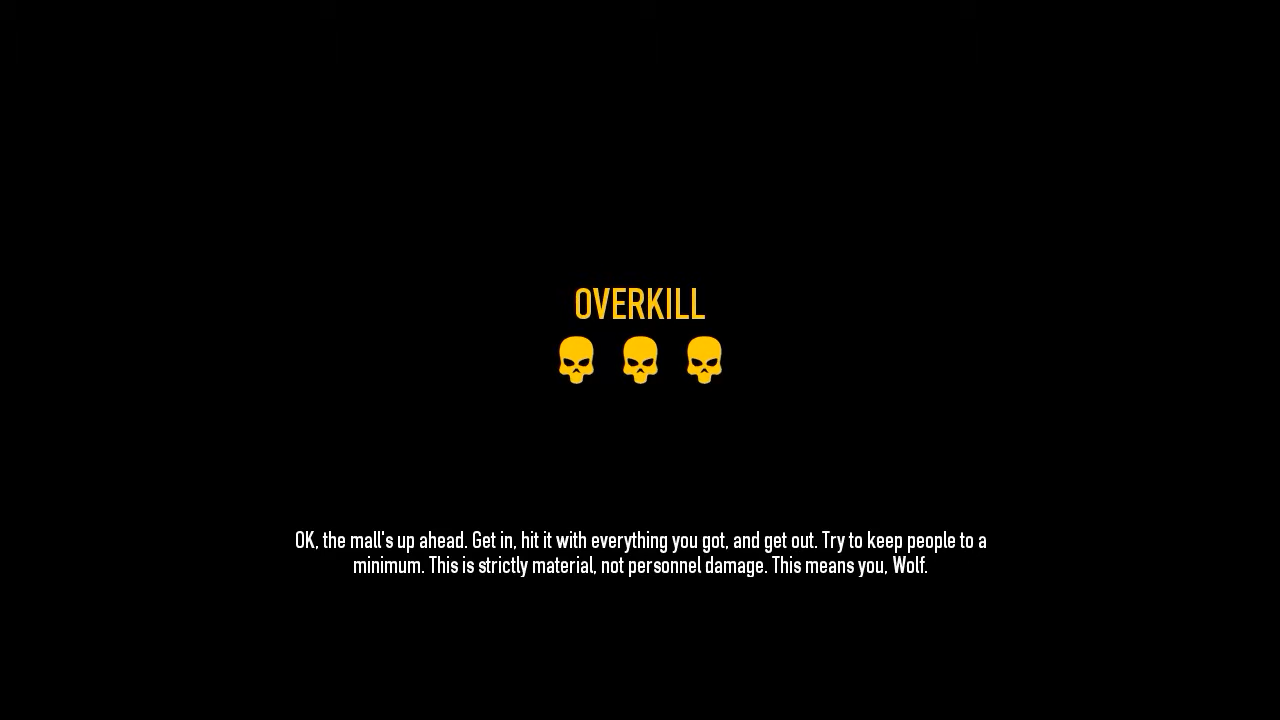 OVERKILL
OK, the mall's up ahead. Get in, hit it with everything you got, and get out. Try to keep people to a
minimum. This is strictly material, not personnel damage. This means you, Wolf.